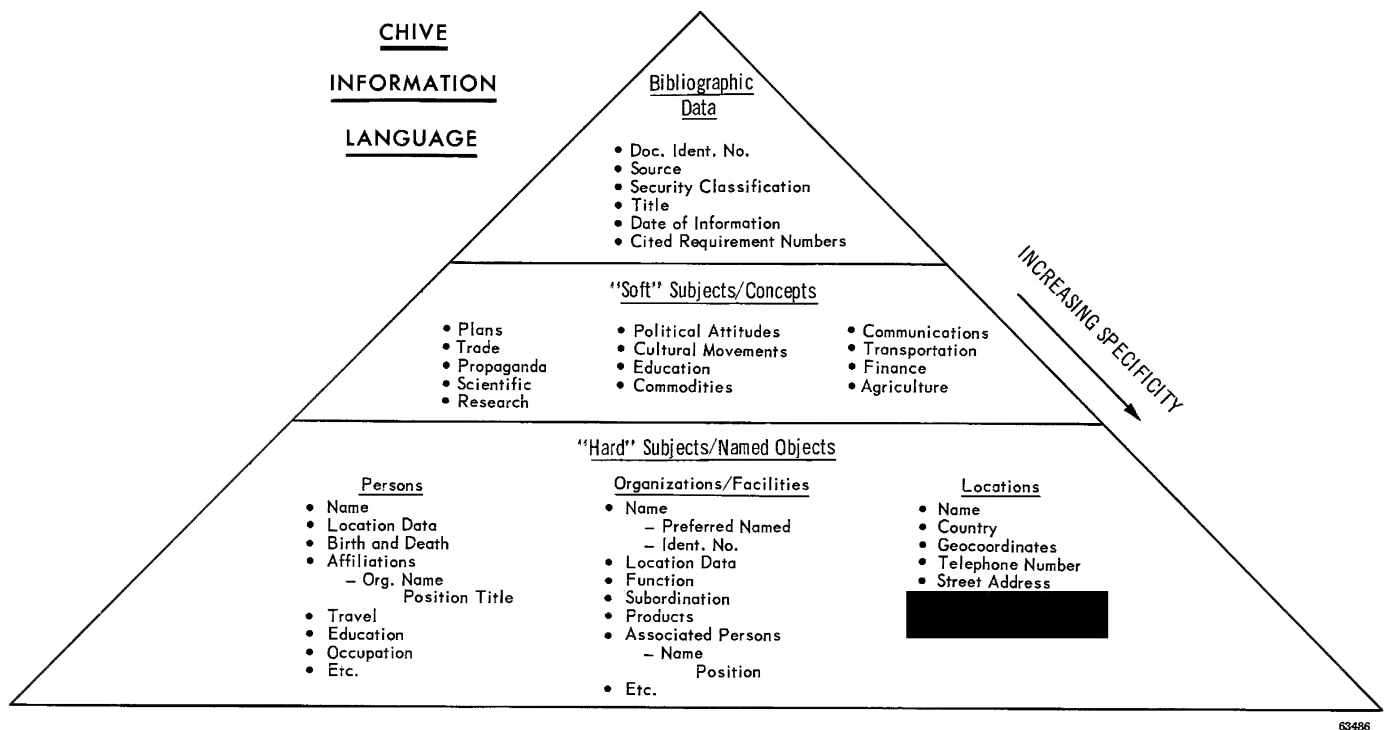 CHIVE
INFORMATION
LANGUAGE
Bibliographic
Data
• Doc. Ident. No.
• Source
• Security Classification
• Title
• Date of Information
• Cited Requirement Numbers
INCREASING SPECIFICITY
"Soft" Subjects/Concepts
• Plans
• Trade
• Propaganda
• Scientific
• Research
• Political Attitudes
• Cultural Movements
• Education
• Commodities
• Communications
• Transportation
• Finance
• Agriculture
"Hard" Subjects/Named Objects
Persons
• Name
• Location Data
• Birth and Death
• Affiliations
– Org. Name
Position Title
• Travel
• Education
• Occupation
• Etc.
Organizations/Facilities
• Name
– Preferred Named
– Ident. No.
• Location Data
• Function
• Subordination
• Products
• Associated Persons
– Name
Position
• Etc.
Locations
• Name
• Country
• Geocoordinates
• Telephone Number
• Street Address
63486